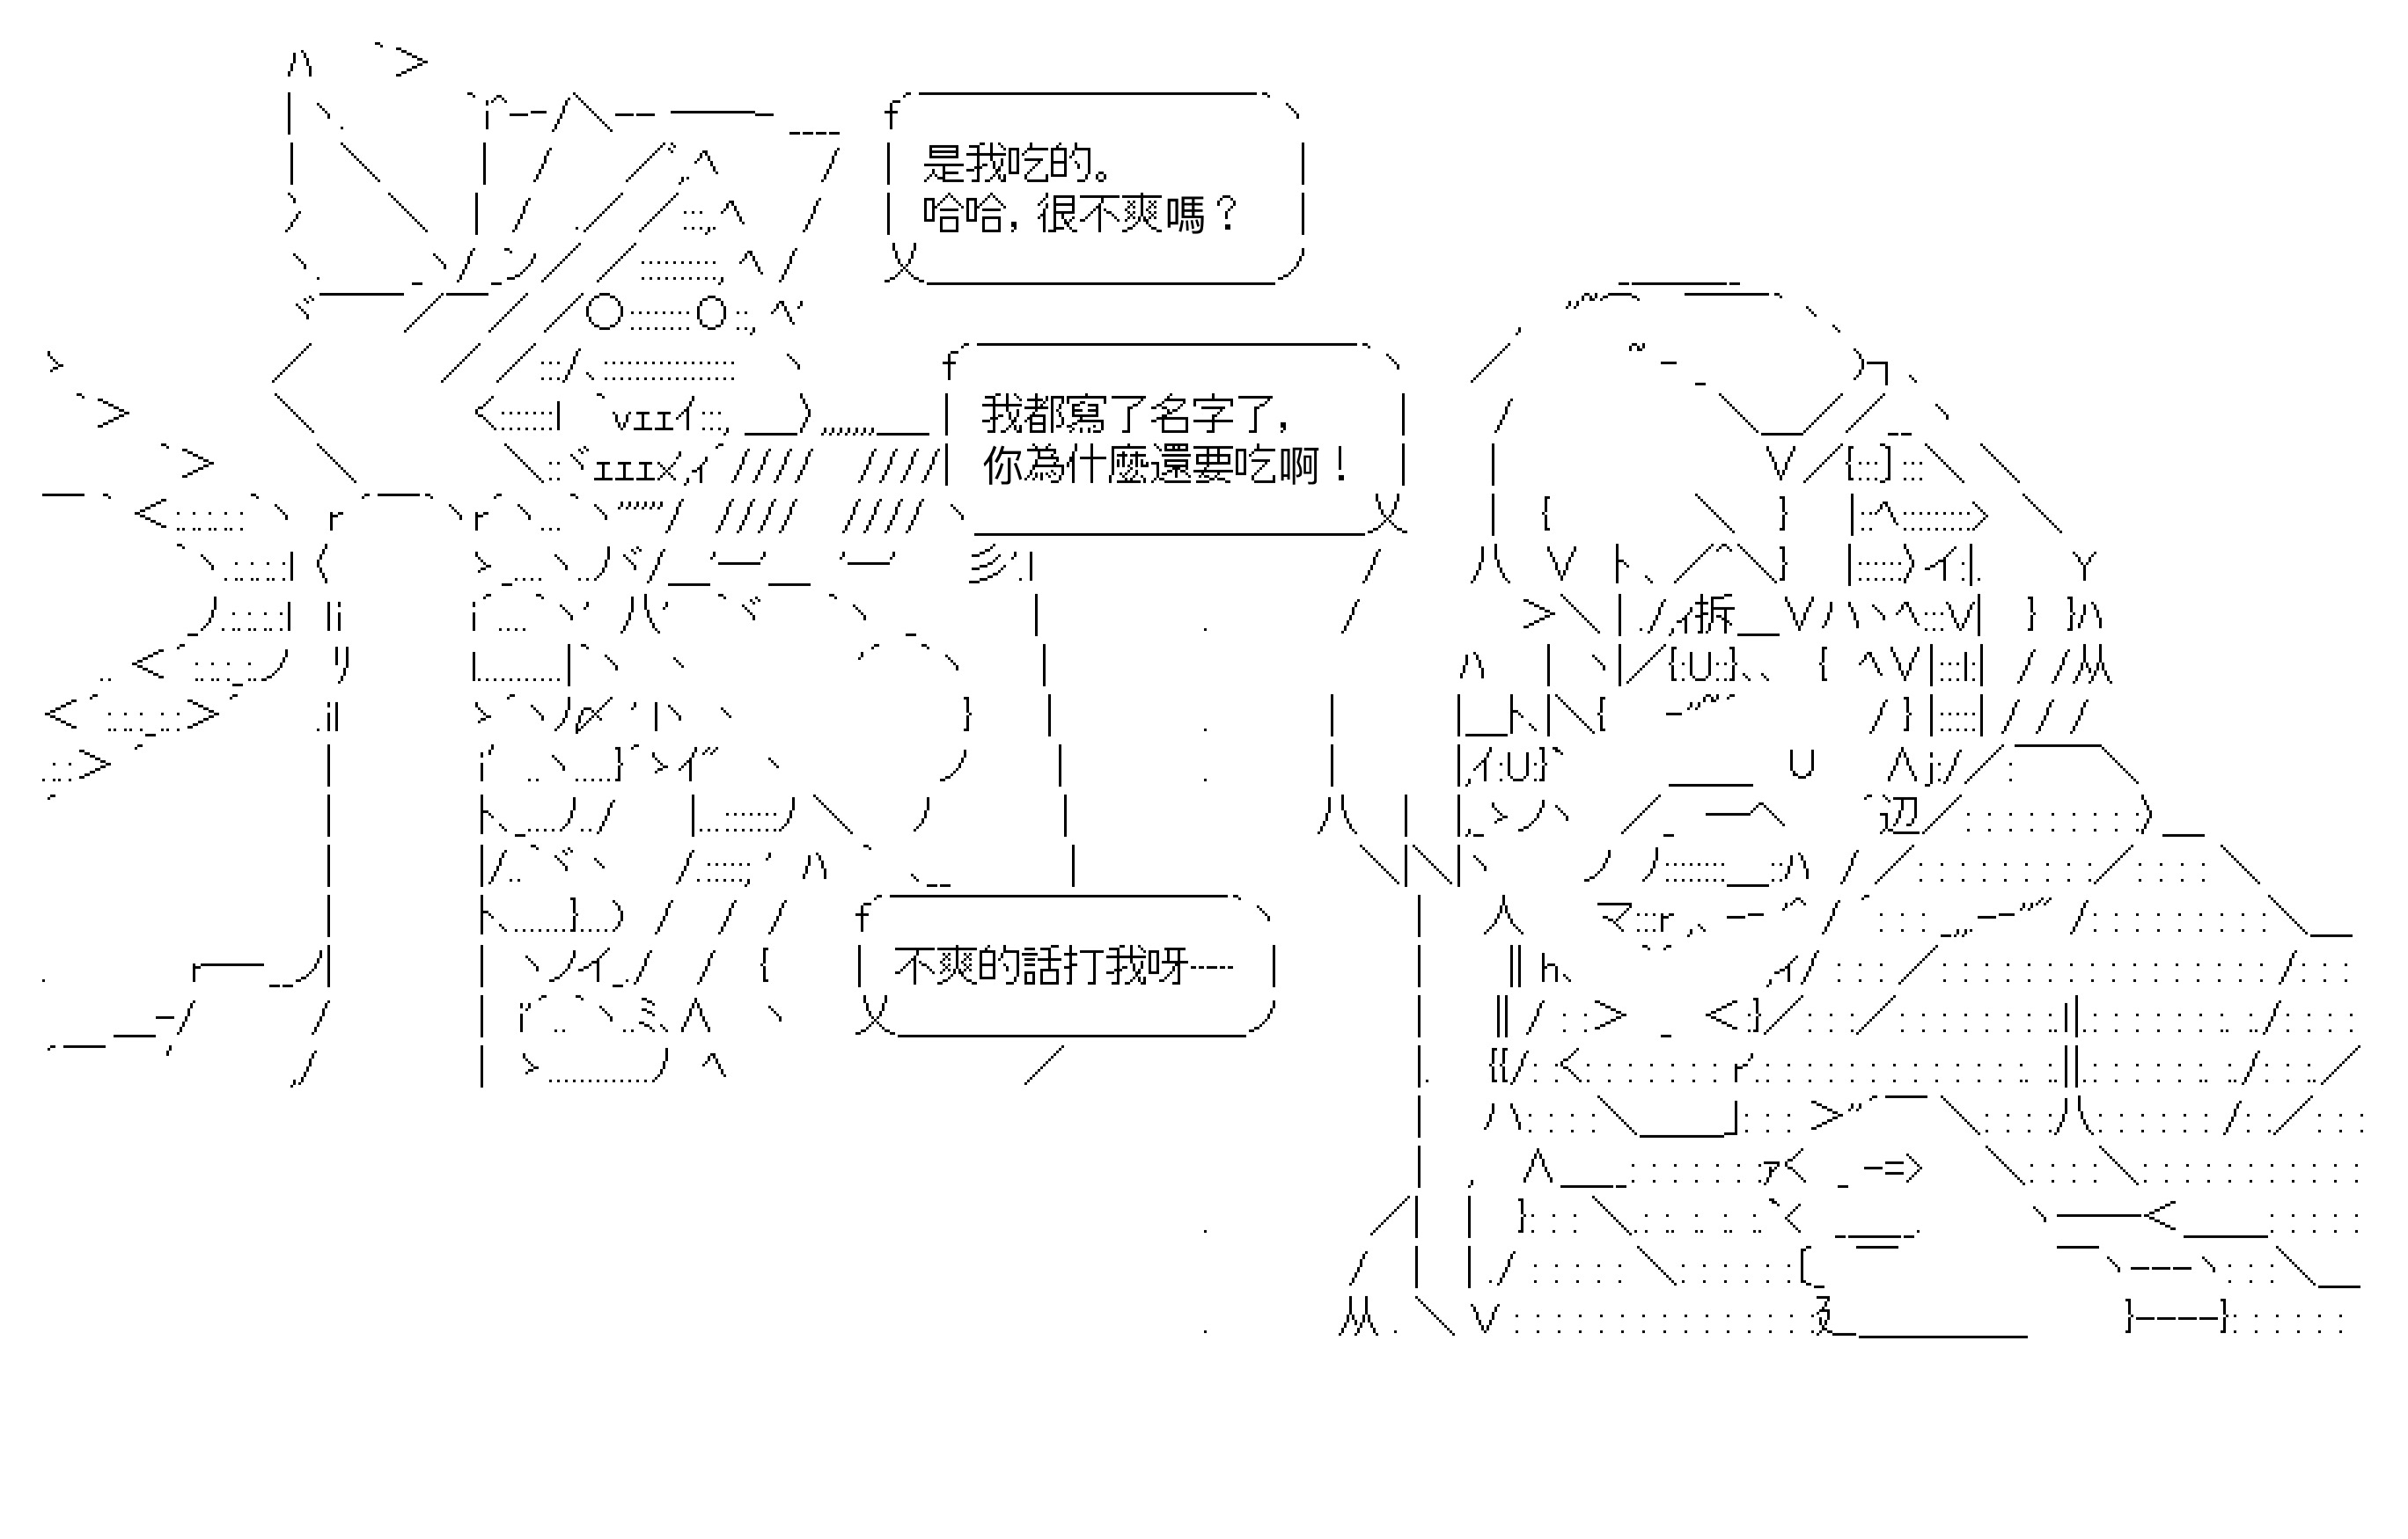 是我吃的。
哈哈，很不爽嗎？
我都寫了名字了，
你為什麼還要吃啊！
不爽的話打我呀┈┈